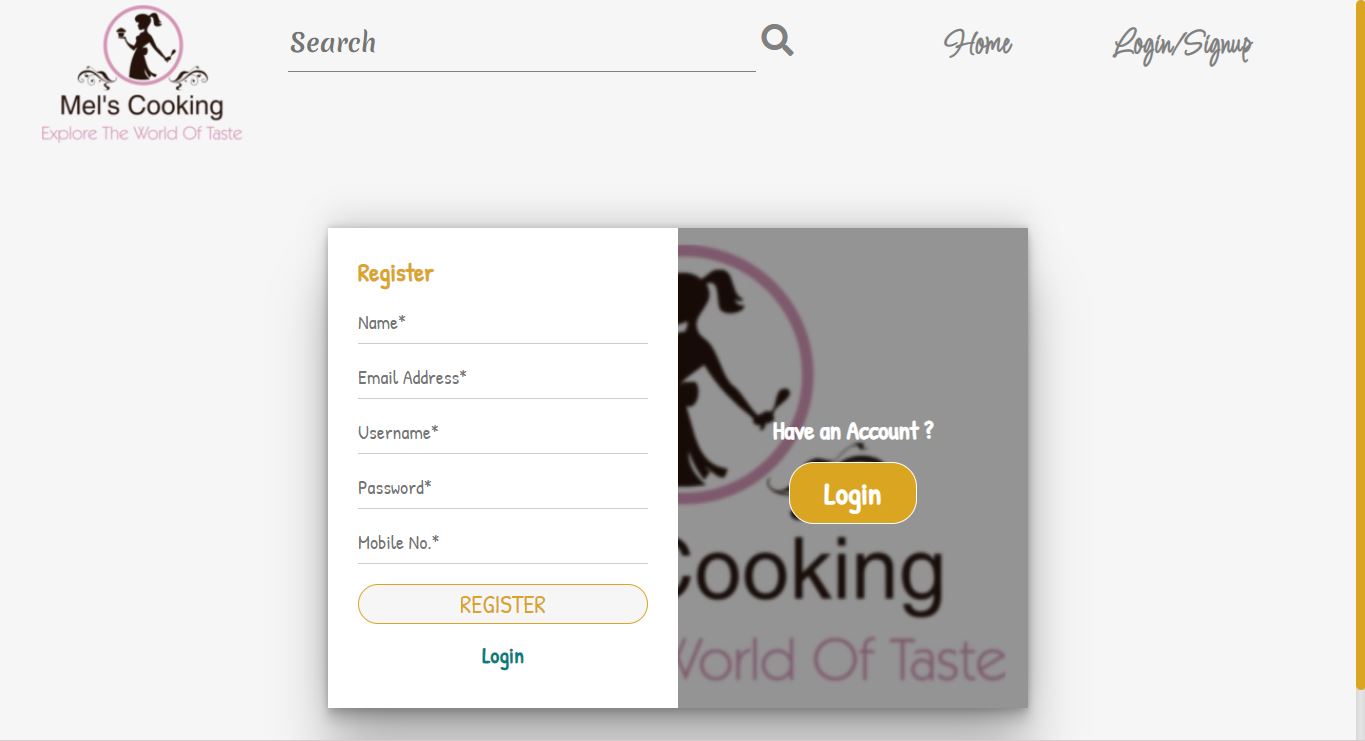 Search
Home
Login/Signup
Mel's Cooking
Explore The World Of Taste
Register
Name*
Email Address*
Username*
Password*
Mobile No.*
REGISTER
Login
Have an Account ?
Login
Cooking
World Of Taste